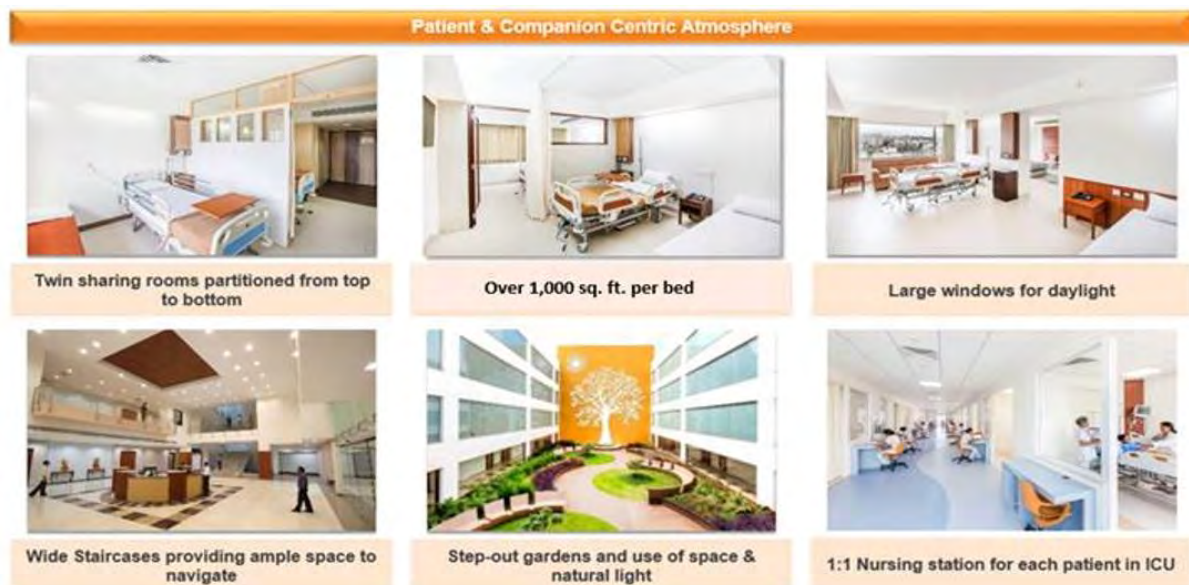 Patient & Companion Centric Atmosphere
Twin sharing rooms partitioned from top
to bottom
Over 1,000 sq. ft. per bed
Large windows for daylight
Wide Staircases providing ample space to
navigate
Step-out gardens and use of space &
natural light
1:1 Nursing station for each patient in ICU